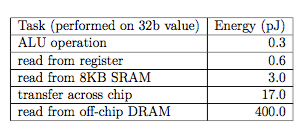 Task (performed on 32b value) Energy (pJ)
ALU operation 0.3
read from register 0.6
read from 8KB SRAM 3.0
transfer across chip 17.0
read from off-chip DRAM 400.0